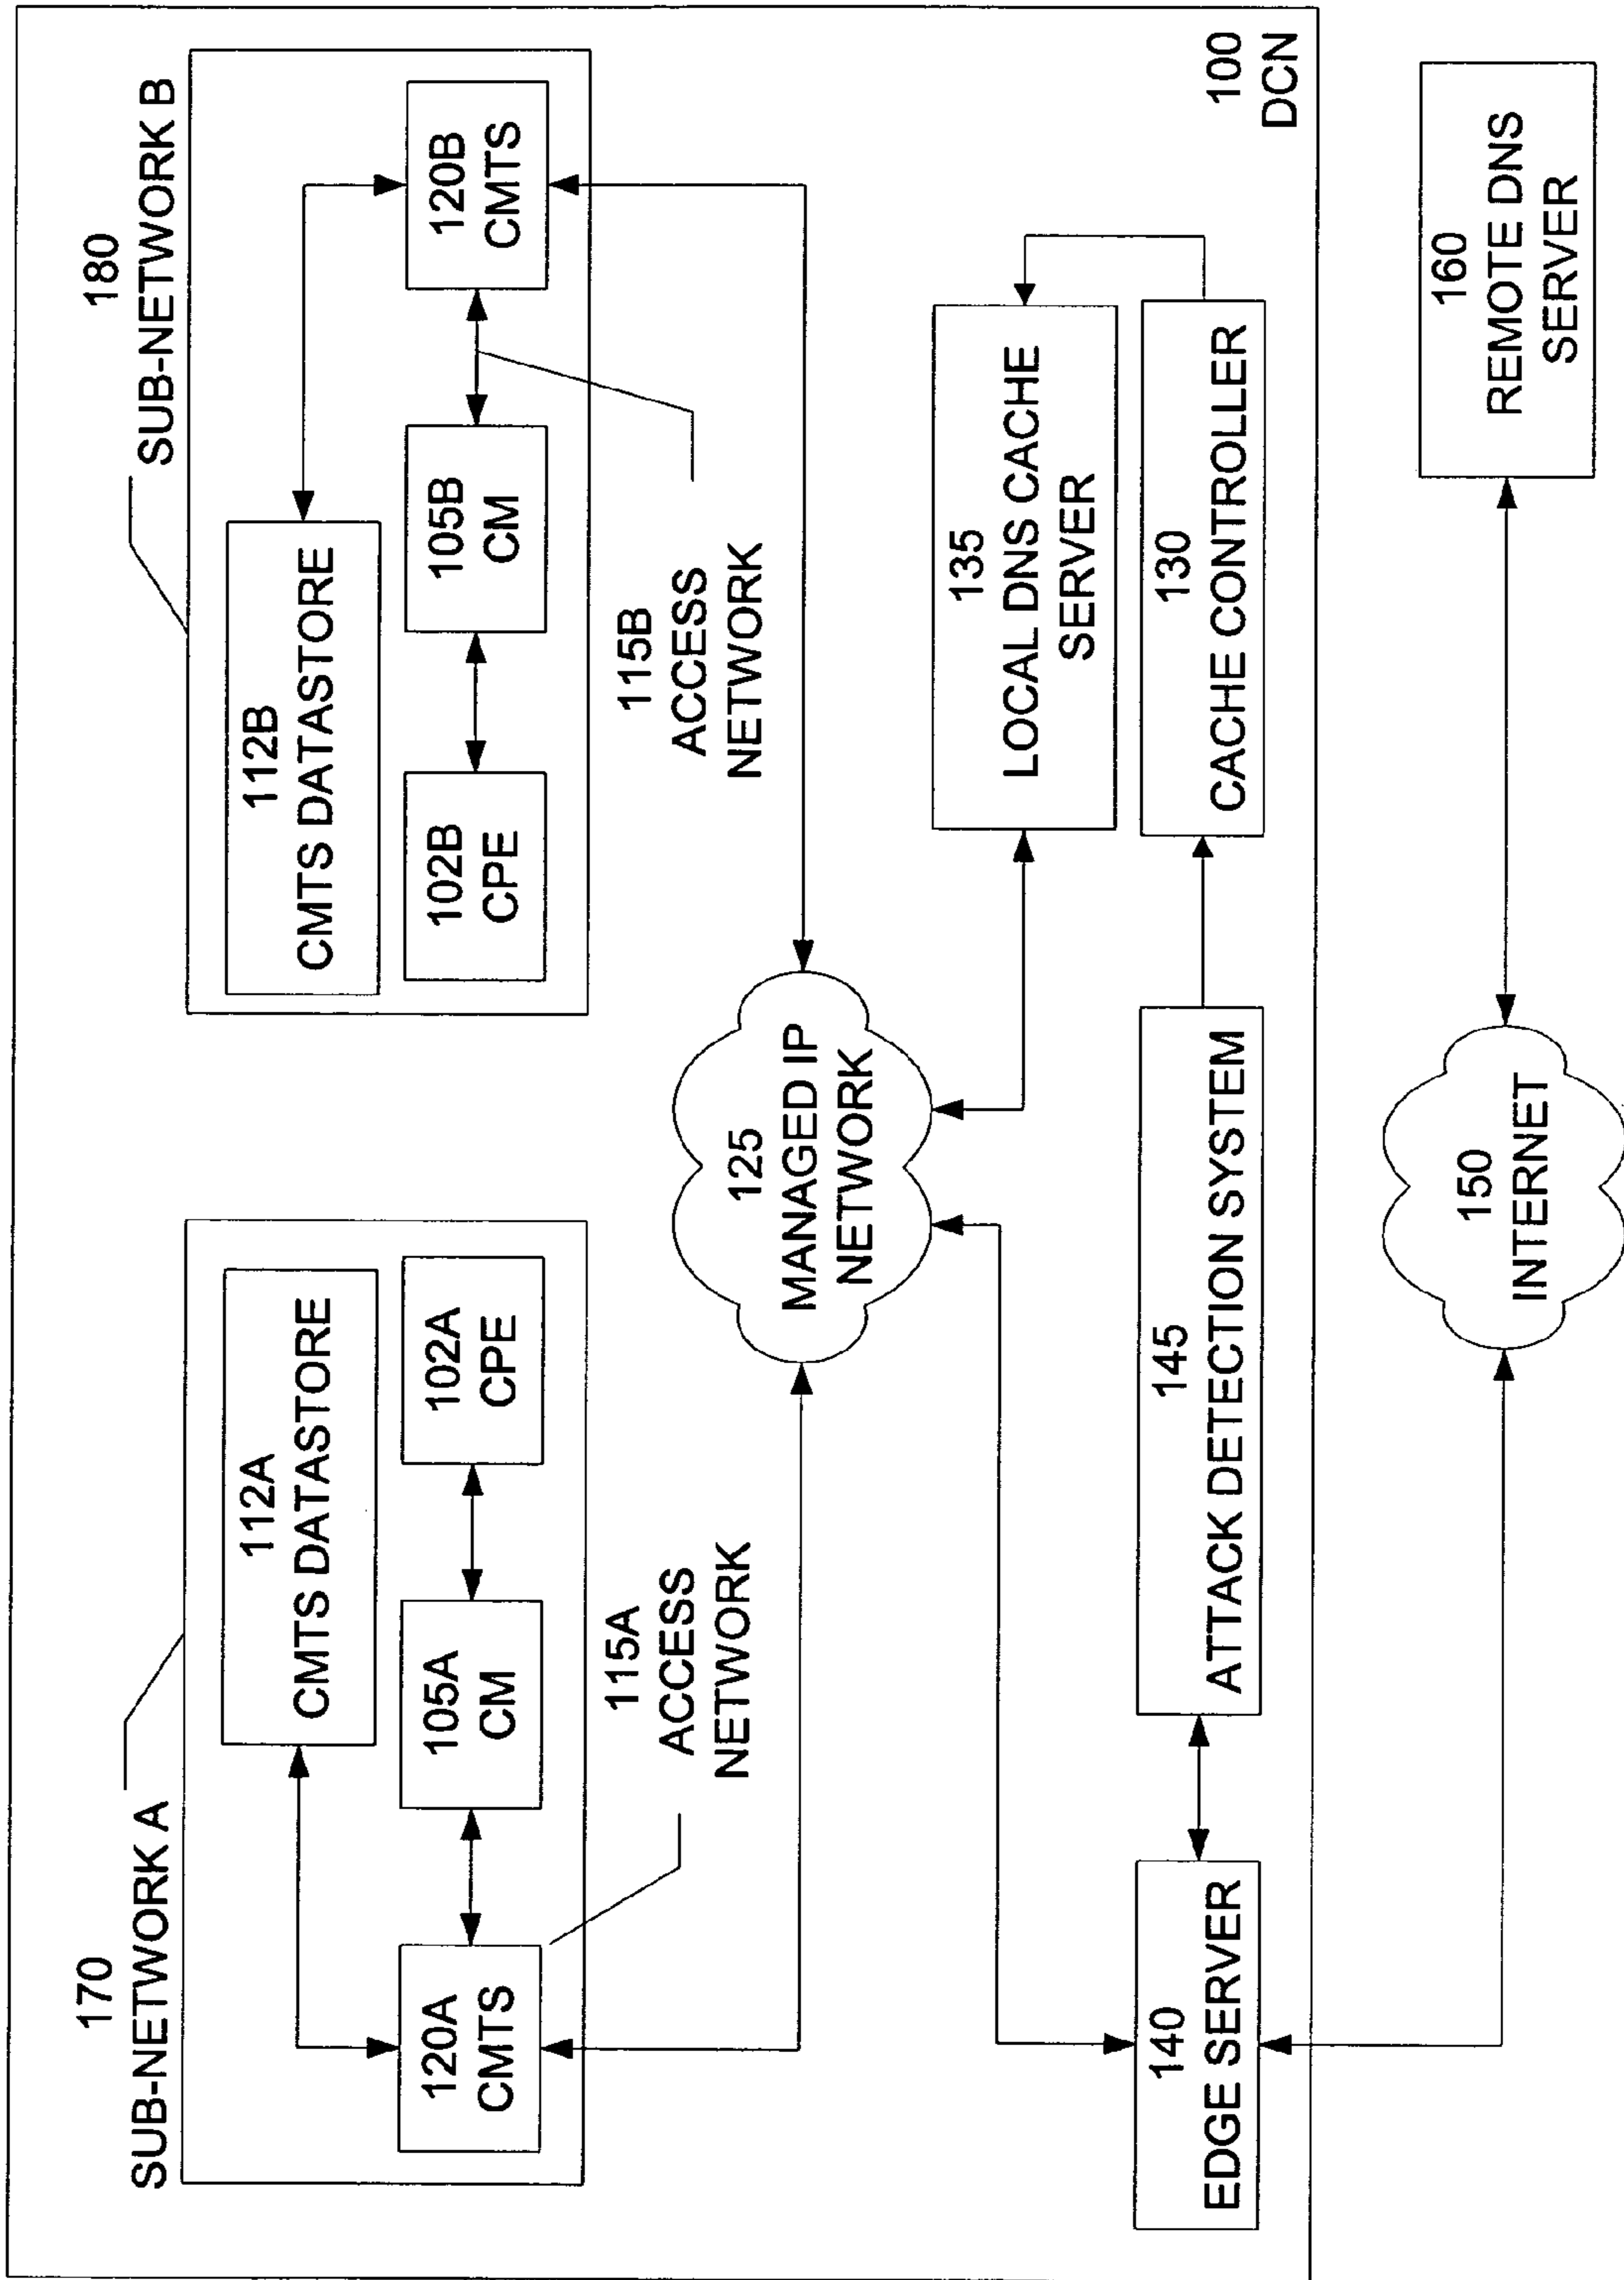 170
SUB-NETWORK A
112A
CMTS DATASTORE
120A
CMTS
105A
CM
102A
CPE
115A
ACCESS
NETWORK
180
SUB-NETWORK B
112B
CMTS DATASTORE
102B
CPE
105B
CM
120B
CMTS
115B
ACCESS
NETWORK
125
MANAGED IP
NETWORK
135
LOCAL DNS CACHE
SERVER
140
EDGE SERVER
145
ATTACK DETECTION SYSTEM
130
CACHE CONTROLLER
100
DCN
150
INTERNET
160
REMOTE DNS
SERVER